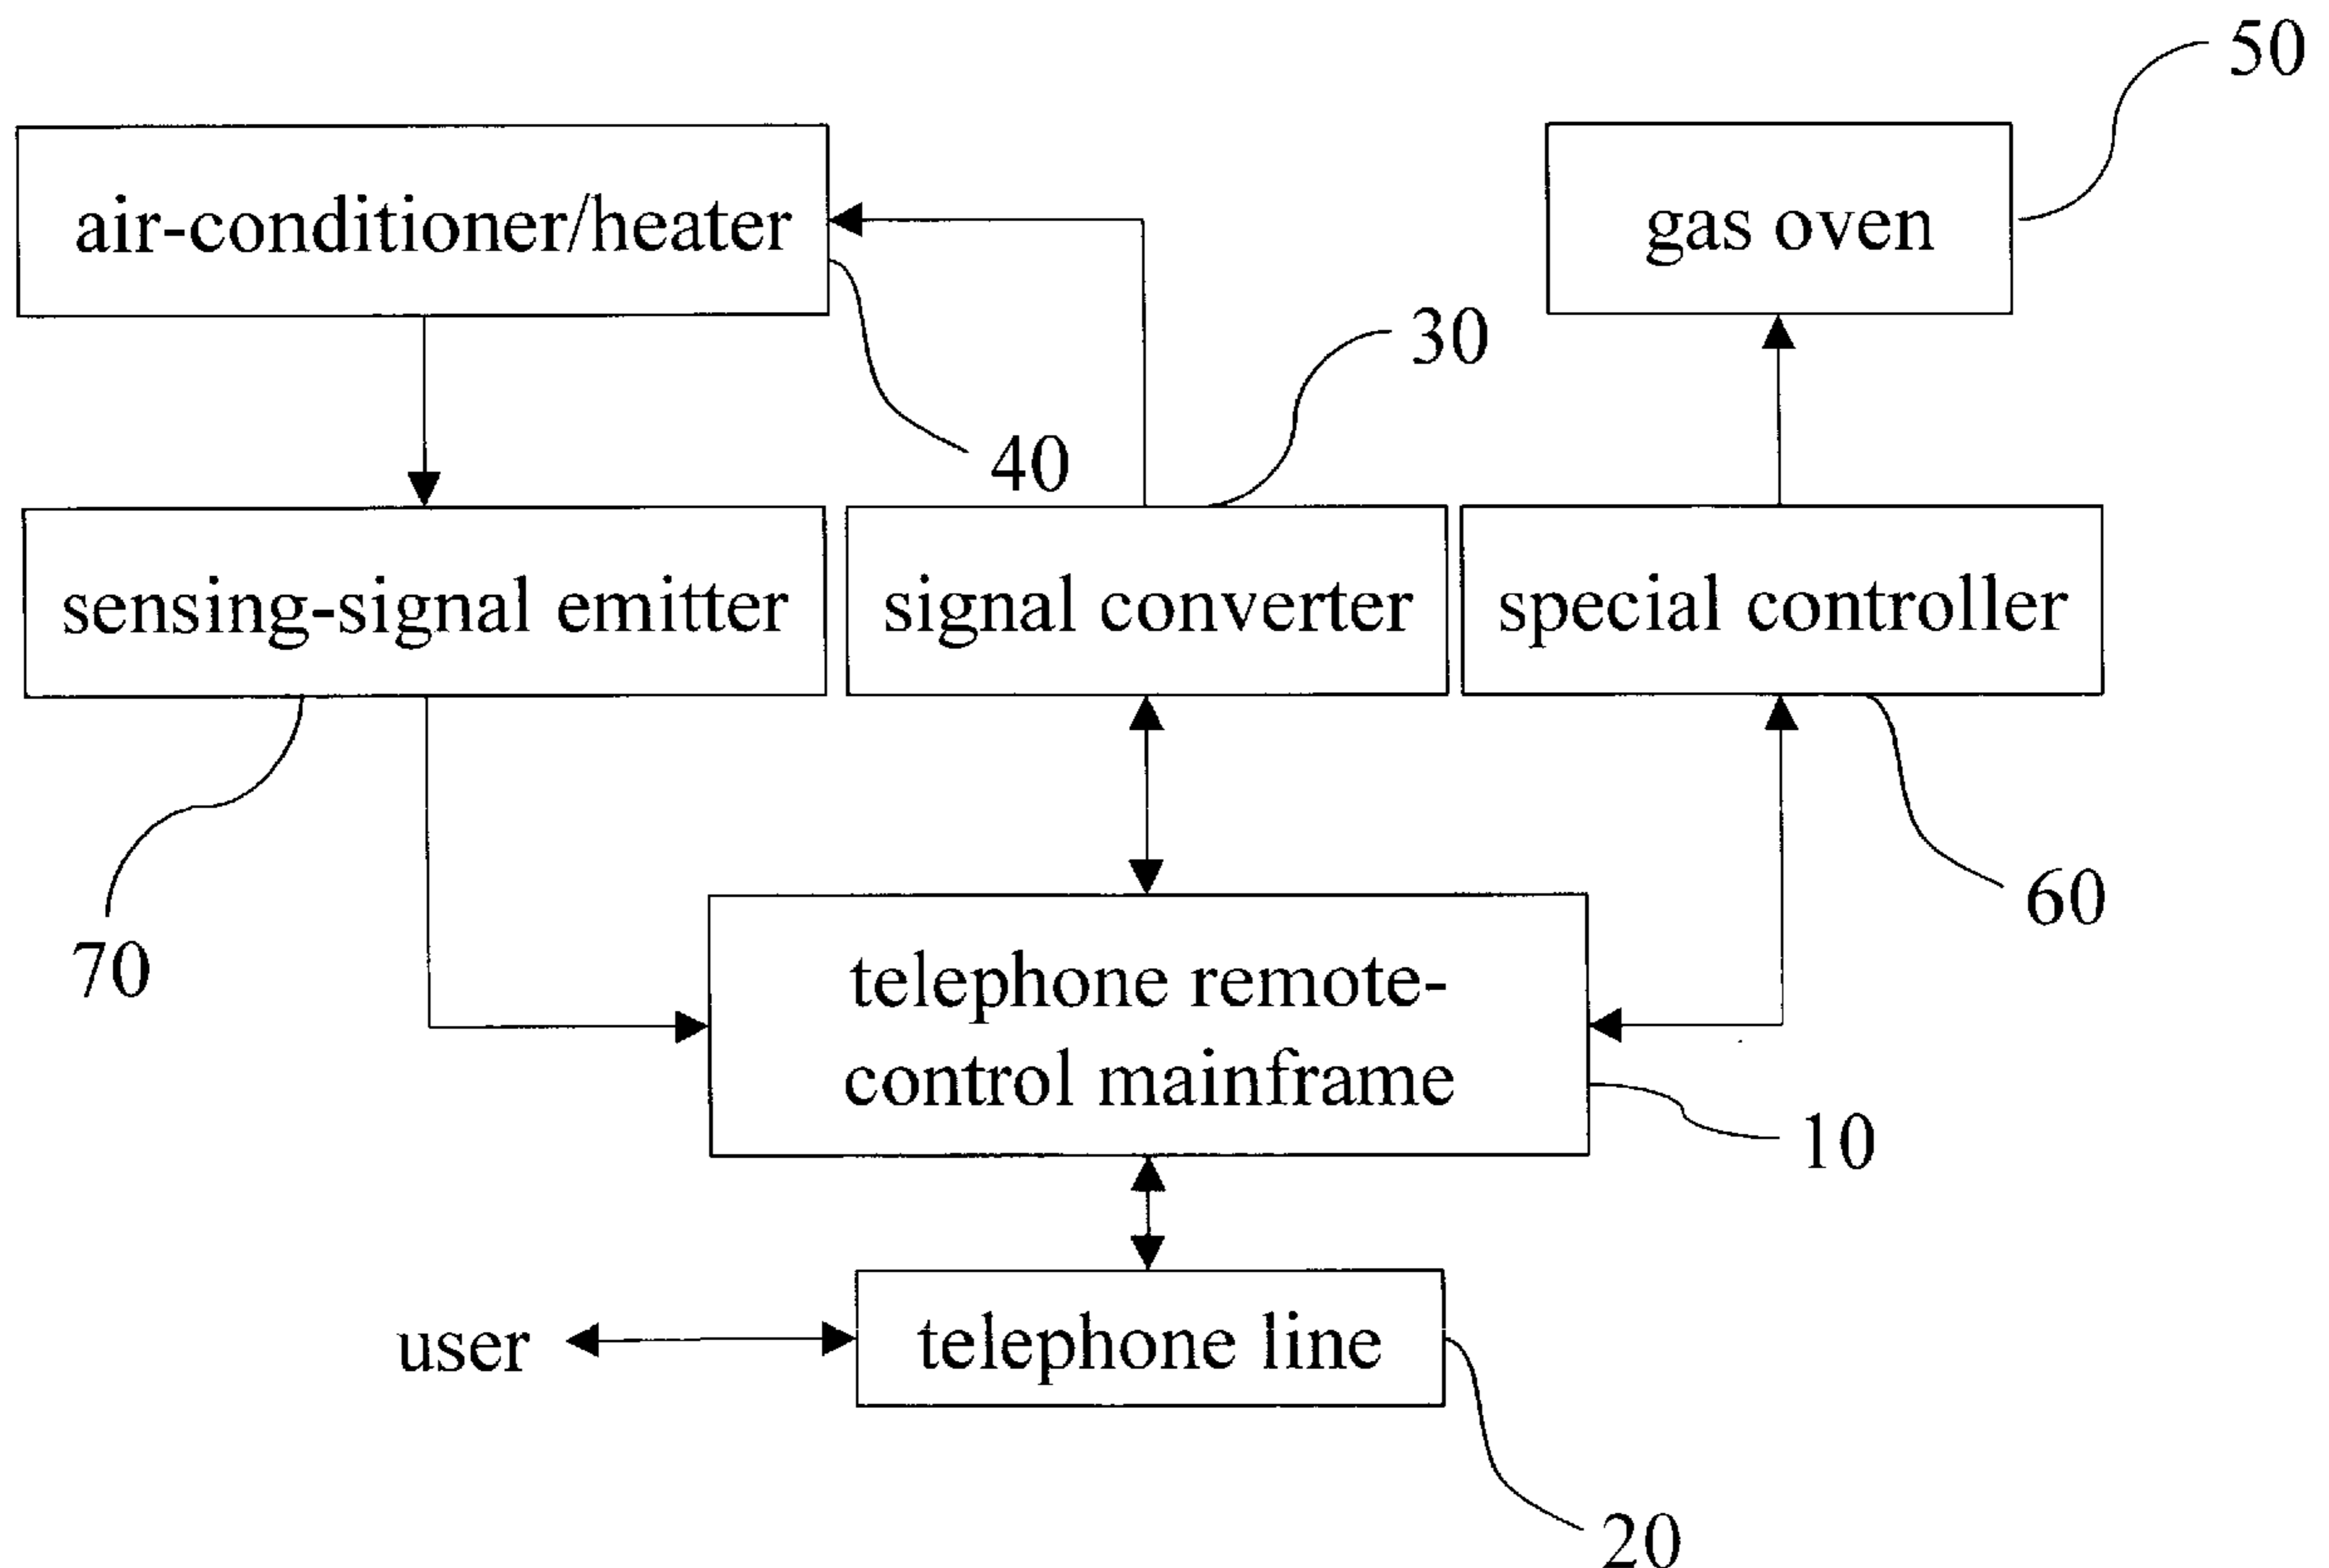 50
air-conditioner/heater
gas oven
30
40
sensing-signal emitter
signal converter
special controller
60
70
telephone remote-
control mainframe
10
user
telephone line
20